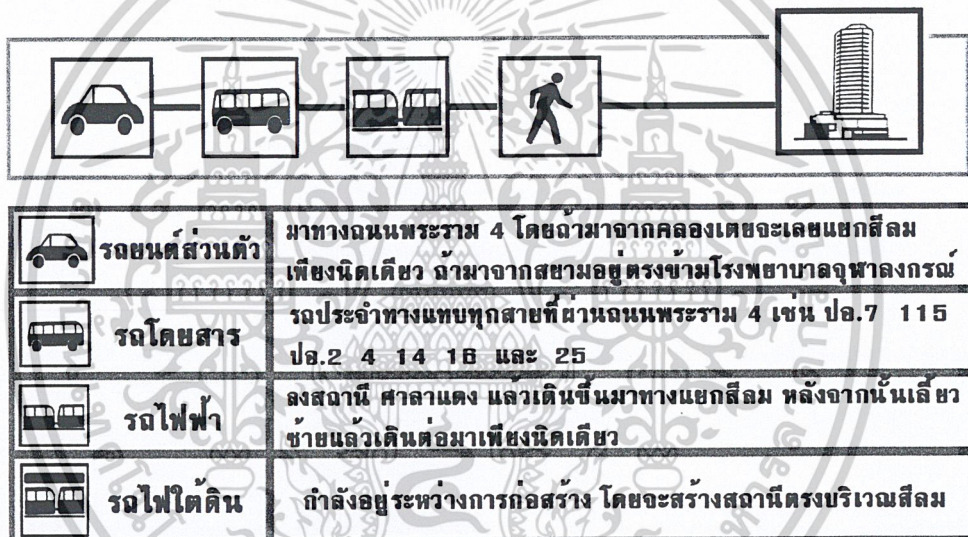 รถยนต์ส่วนตัว
มาทางถนนพระราม 4 โดยถ้ามาจากคลองเตยจะเลยแยกสีลม
เพียงนิดเดียว ถ้ามาจากสยามอยู่ตรงข้ามโรงพยาบาลจุฬาลงกรณ์
รถโดยสาร
รถประจำทางแทบทุกสายที่ผ่านถนนพระราม 4 เช่น ปอ.7 115
ปอ.2 4 14 16 และ 25
รถไฟฟ้า
ลงสถานี ศาลาแดง แล้วเดินขึ้นมาทางแยกสีลม หลังจากนั้นเลี้ยว
ซ้ายแล้วเดินต่อมาเพียงนิดเดียว
รถไฟใต้ดิน
กำลังอยู่ระหว่างการก่อสร้าง โดยจะสร้างสถานีตรงบริเวณสีลม